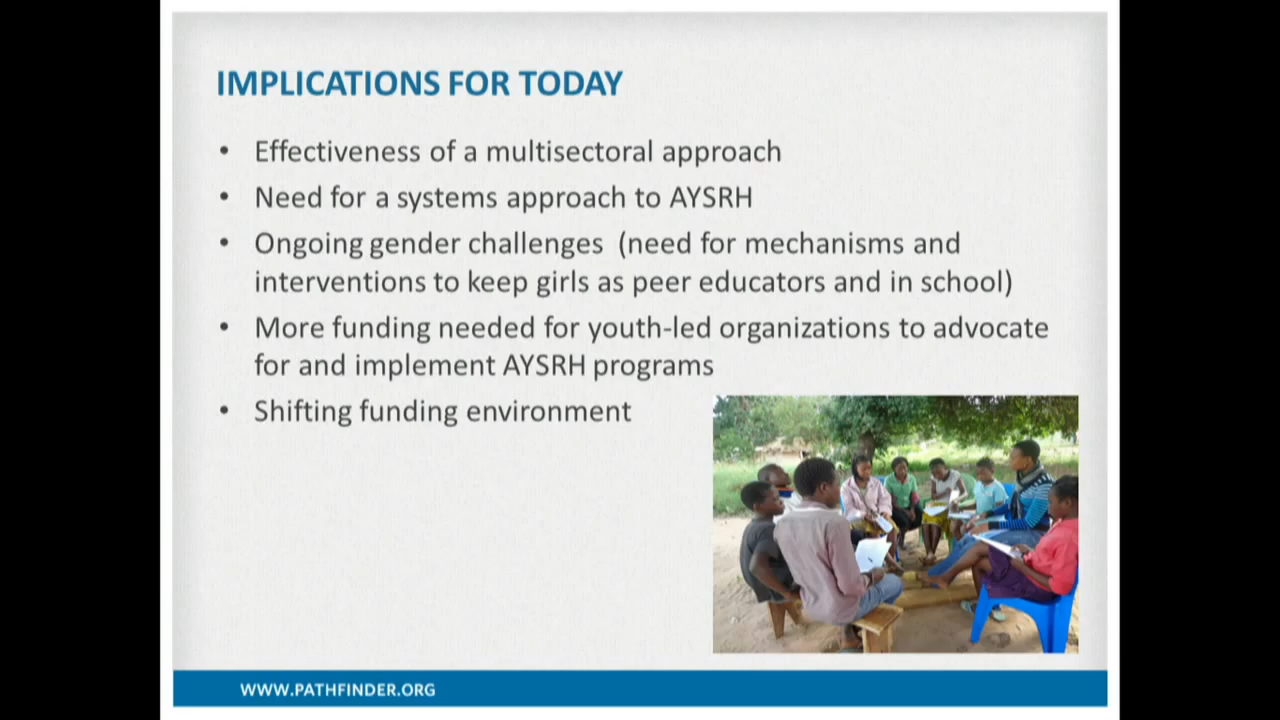 IMPLICATIONS FOR TODAY
• Effectiveness of a multisectoral approach
• Need for a systems approach to AYSRH
• Ongoing gender challenges (need for mechanisms and
interventions to keep girls as peer educators and in school)
• More funding needed for youth-led organizations to advocate
for and implement AYSRH programs
• Shifting funding environment
WWW.PATHFINDER.ORG